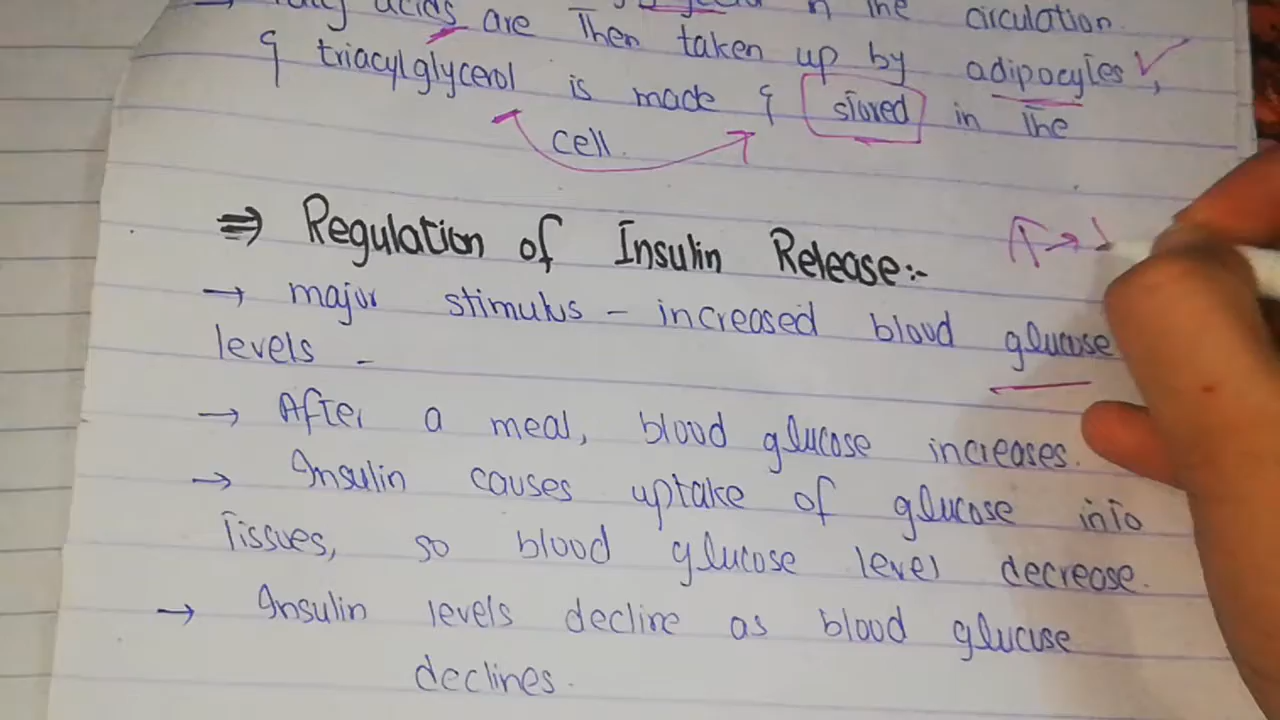 acids are Then taken up by adipocytes,
& triacylglycerol is made & stored in The
cell.
⇒ Regulation of Insulin Release:-
→ major stimulus - increased blood glucose
levels -
→ After a meal, blood glucose increases.
→ Insulin causes uptake of glucose into
Tissues, so blood glucose level decrease.
→ Insulin levels decline as blood glucose
declines.